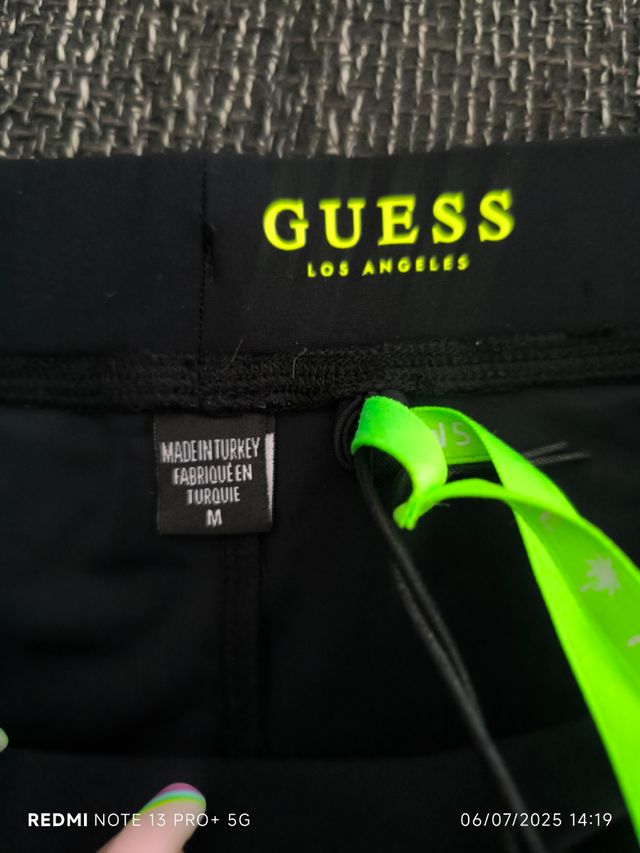 GUESS
LOS ANGELES
MADE IN TURKEY
FABRIQUÉ EN
TURQUIE
M
REDMI NOTE 13 PRO+ 5G
06/07/2025 14:19